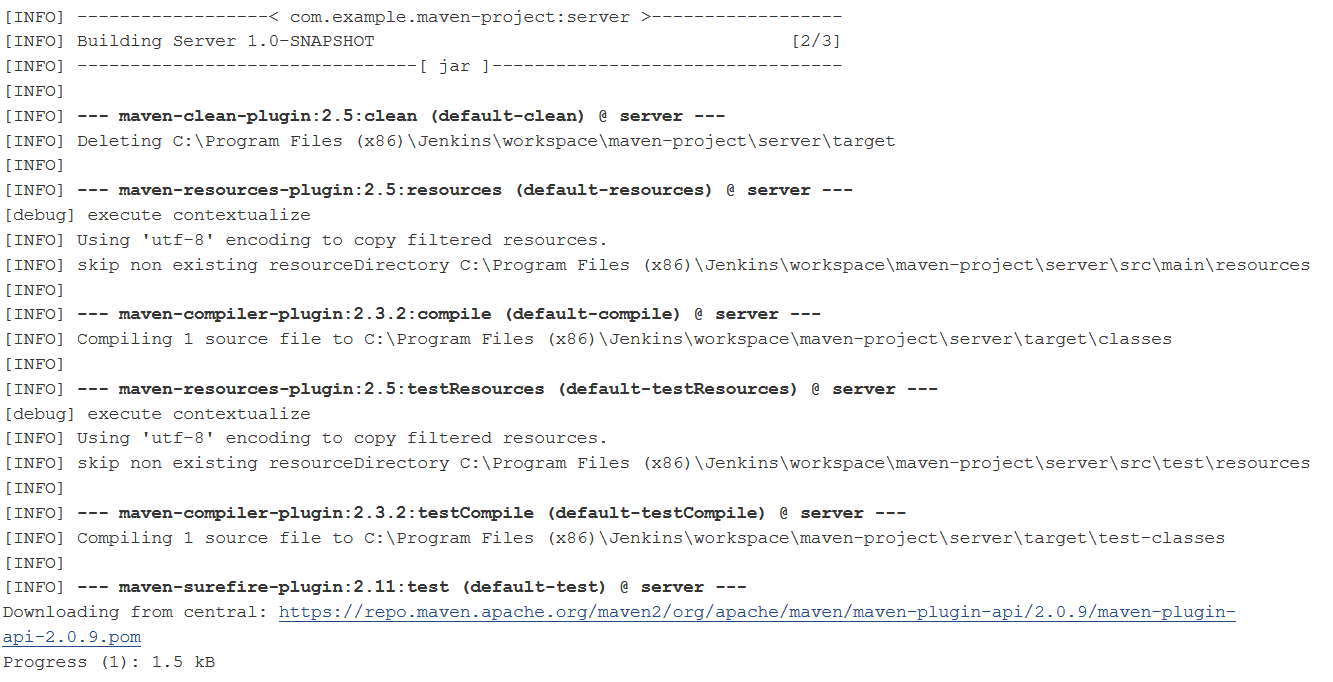 [INFO] ------------------< com.example.maven-project:server >------------------
[INFO] Building Server 1.0-SNAPSHOT                                       [2/3]
[INFO] --------------------------------[ jar ]---------------------------------
[INFO]
[INFO] --- maven-clean-plugin:2.5:clean (default-clean) @ server ---
[INFO] Deleting C:\Program Files (x86)\Jenkins\workspace\maven-project\server\target
[INFO]
[INFO] --- maven-resources-plugin:2.5:resources (default-resources) @ server ---
[debug] execute contextualize
[INFO] Using 'utf-8' encoding to copy filtered resources.
[INFO] skip non existing resourceDirectory C:\Program Files (x86)\Jenkins\workspace\maven-project\server\src\main\resources
[INFO]
[INFO] --- maven-compiler-plugin:2.3.2:compile (default-compile) @ server ---
[INFO] Compiling 1 source file to C:\Program Files (x86)\Jenkins\workspace\maven-project\server\target\classes
[INFO]
[INFO] --- maven-resources-plugin:2.5:testResources (default-testResources) @ server ---
[debug] execute contextualize
[INFO] Using 'utf-8' encoding to copy filtered resources.
[INFO] skip non existing resourceDirectory C:\Program Files (x86)\Jenkins\workspace\maven-project\server\src\test\resources
[INFO]
[INFO] --- maven-compiler-plugin:2.3.2:testCompile (default-testCompile) @ server ---
[INFO] Compiling 1 source file to C:\Program Files (x86)\Jenkins\workspace\maven-project\server\target\test-classes
[INFO]
[INFO] --- maven-surefire-plugin:2.11:test (default-test) @ server ---
Downloading from central: https://repo.maven.apache.org/maven2/org/apache/maven/maven-plugin-api/2.0.9/maven-plugin-
api-2.0.9.pom
Progress (1): 1.5 kB